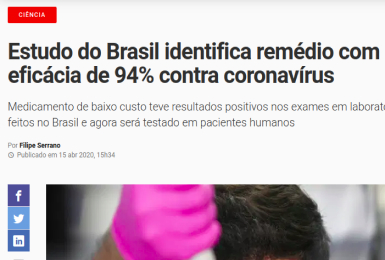 CIÊNCIA
Estudo do Brasil identifica remédio com
eficácia de 94% contra coronavírus
Medicamento de baixo custo teve resultados positivos nos exames em
feitos no Brasil e agora será testado em pacientes humanos
Por Filipe Serrano
Publicado em 15 abr 2020, 15h34